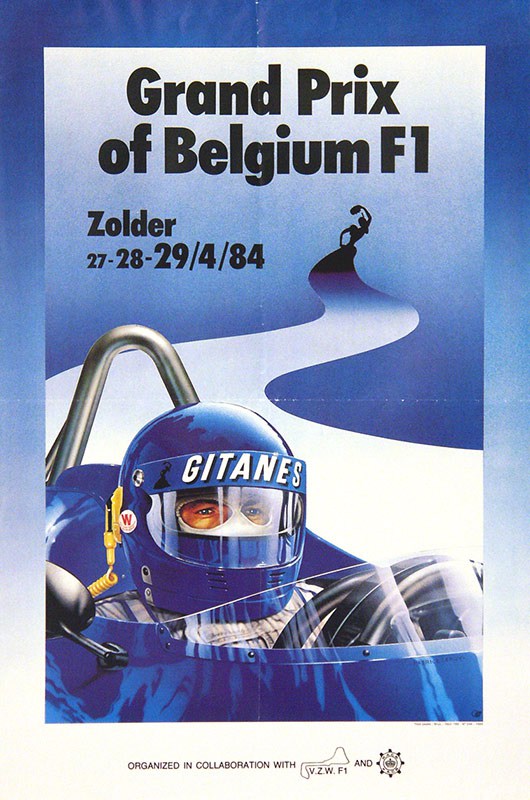 Grand Prix
of Belgium F1
Zolder
27-28-29/4/84
GITANES
W
ORGANIZED IN COLLABORATION WITH V.Z.W. F1 AND